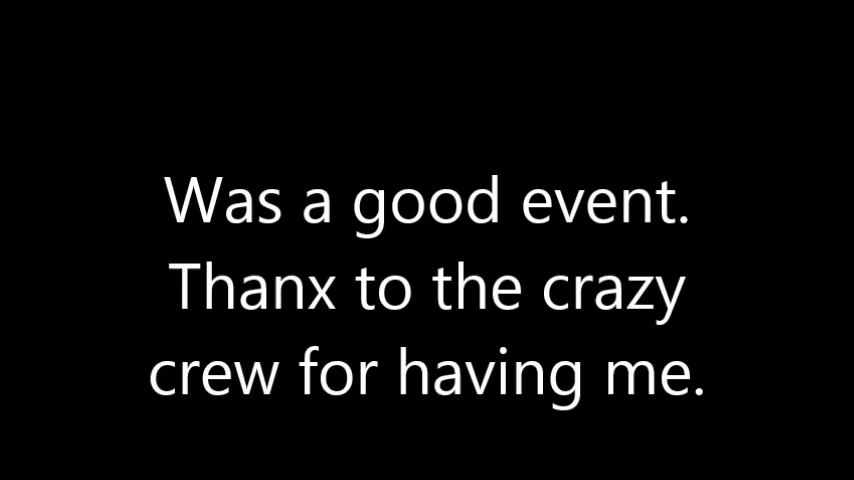 Was a good event.
Thanx to the crazy
crew for having me.